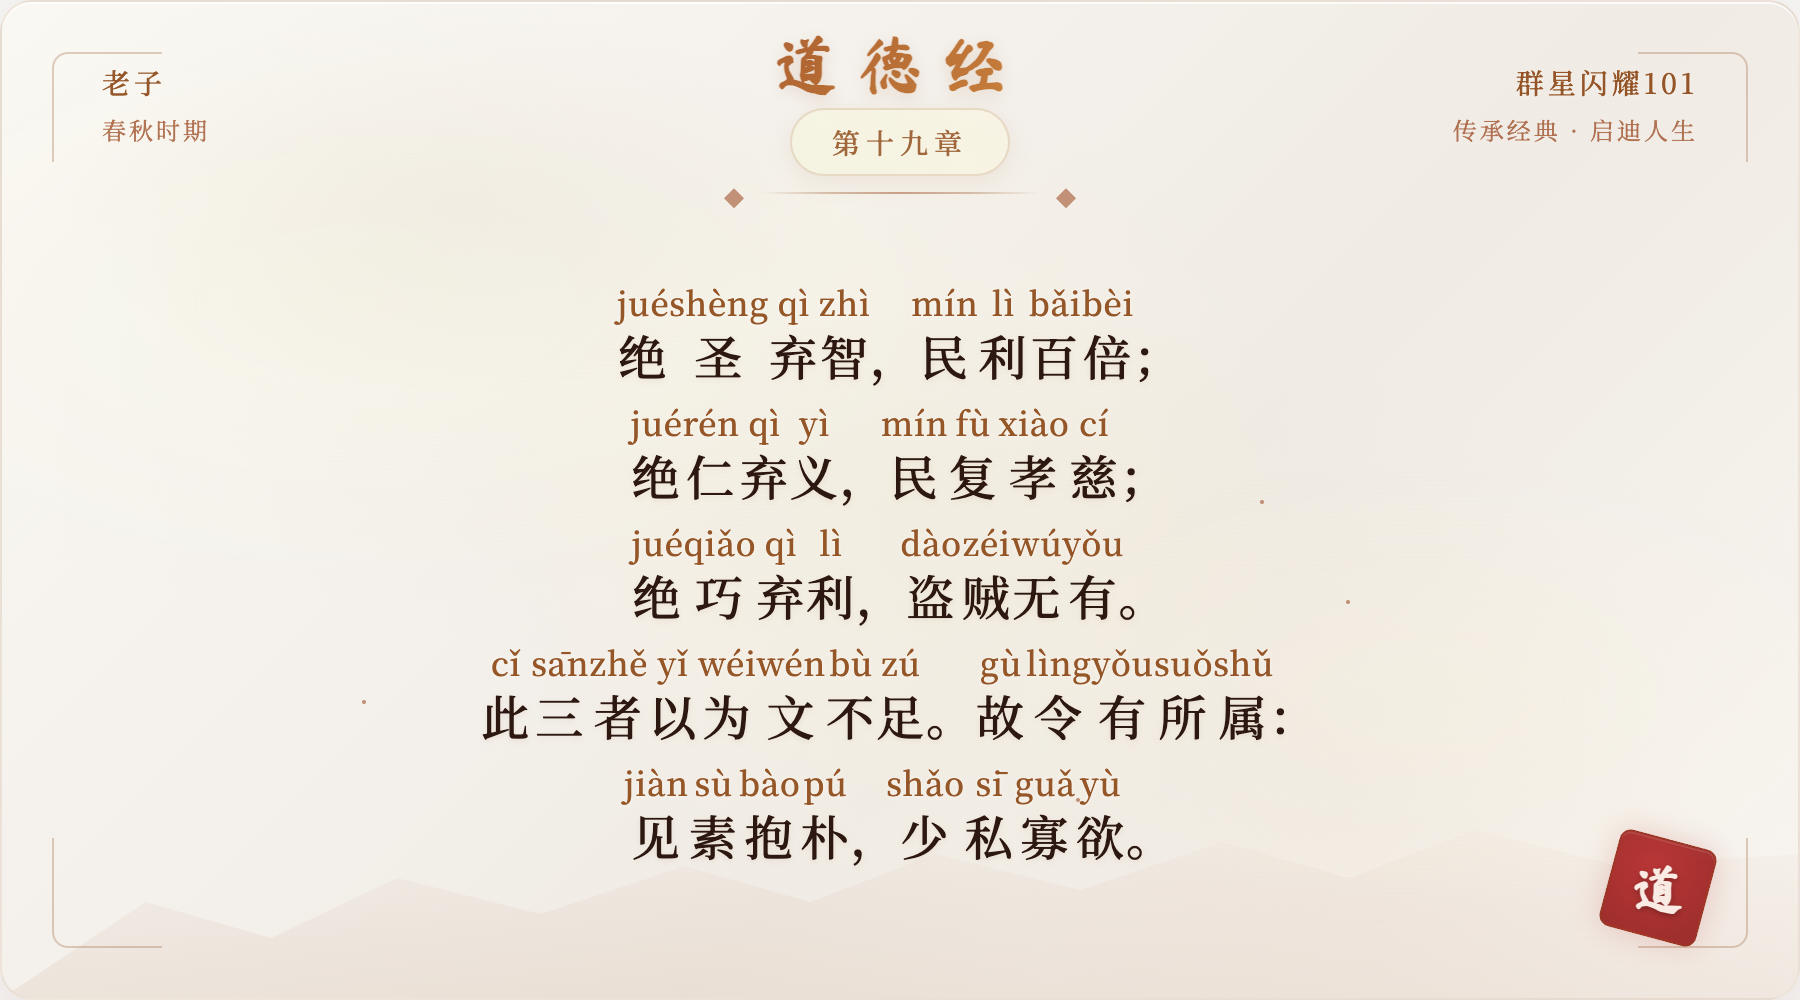 老子
春秋时期
道德经
第十九章
群星闪耀101
传承经典 · 启迪人生
juéshèng qì zhì mín lì bǎibèi
绝圣弃智，民利百倍；
juérén qì yì mín fù xiào cí
绝仁弃义，民复孝慈；
juéqiǎo qì lì dàozéiwúyǒu
绝巧弃利，盗贼无有。
cǐ sānzhě yǐ wéiwénbù zú gùlìngyǒusuǒshǔ
此三者以为文不足。故令有所属：
jiàn sù bàopú shǎo sī guǎyù
见素抱朴，少私寡欲。
道